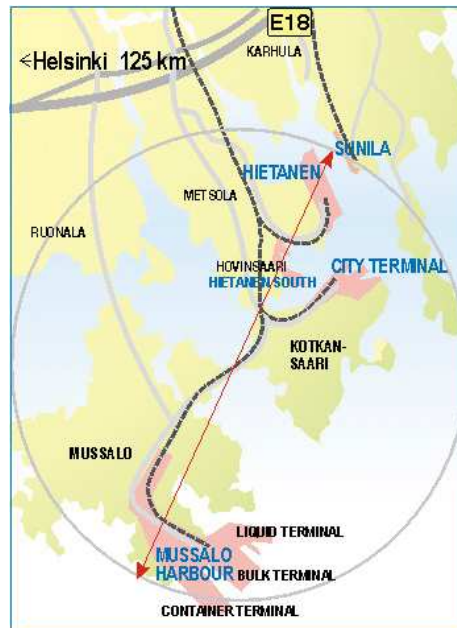 E18
<Helsinki 125 km
KARHULA
SUNILA
HIETANEN
METSOLA
RUONALA
HOVINSAARI
HIETANEN SOUTH
CITY TERMINAL
KOTKAN-
SAARI
MUSSALO
LIQUID TERMINAL
MUSSALO
HARBOUR
BULK TERMINAL
CONTAINER TERMINAL